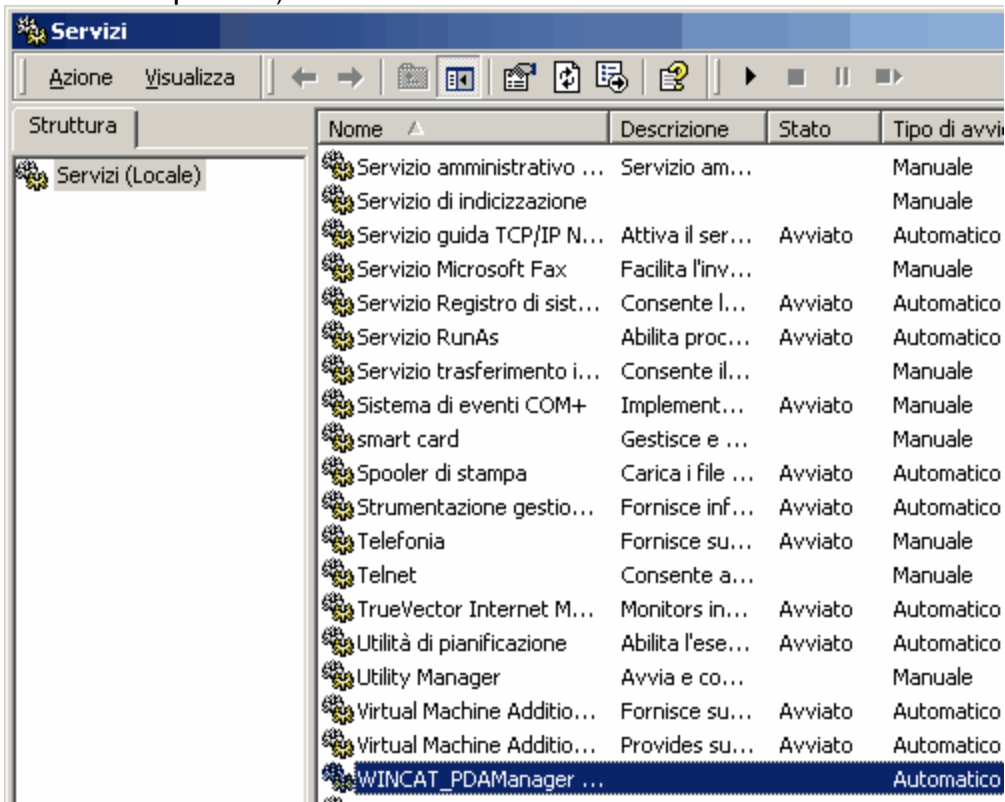 Servizi
Azione Visualizza
Struttura
Nome Descrizione Stato Tipo di avvi
Servizi (Locale)
Servizio amministrativo ... Servizio am... Manuale
Servizio di indicizzazione Manuale
Servizio guida TCP/IP N... Attiva il ser... Avviato Automatico
Servizio Microsoft Fax Facilita l'inv... Manuale
Servizio Registro di sist... Consente l... Avviato Automatico
Servizio RunAs Abilita proc... Avviato Automatico
Servizio trasferimento i... Consente il... Manuale
Sistema di eventi COM+ Implement... Avviato Manuale
smart card Gestisce e ... Manuale
Spooler di stampa Carica i file ... Avviato Automatico
Strumentazione gestio... Fornisce inf... Avviato Automatico
Telefonia Fornisce su... Avviato Manuale
Telnet Consente a... Manuale
TrueVector Internet M... Monitors in... Avviato Automatico
Utilità di pianificazione Abilita l'ese... Avviato Automatico
Utility Manager Avvia e co... Manuale
Virtual Machine Additio... Fornisce su... Avviato Automatico
Virtual Machine Additio... Provides su... Avviato Automatico
WINCAT_PDAManager ... Automatico